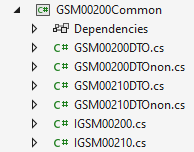 GSM00200Common
Dependencies
C# GSM00200DTO.cs
C# GSM00200DTOnon.cs
C# GSM00210DTO.cs
C# GSM00210DTOnon.cs
C# IGSM00200.cs
C# IGSM00210.cs